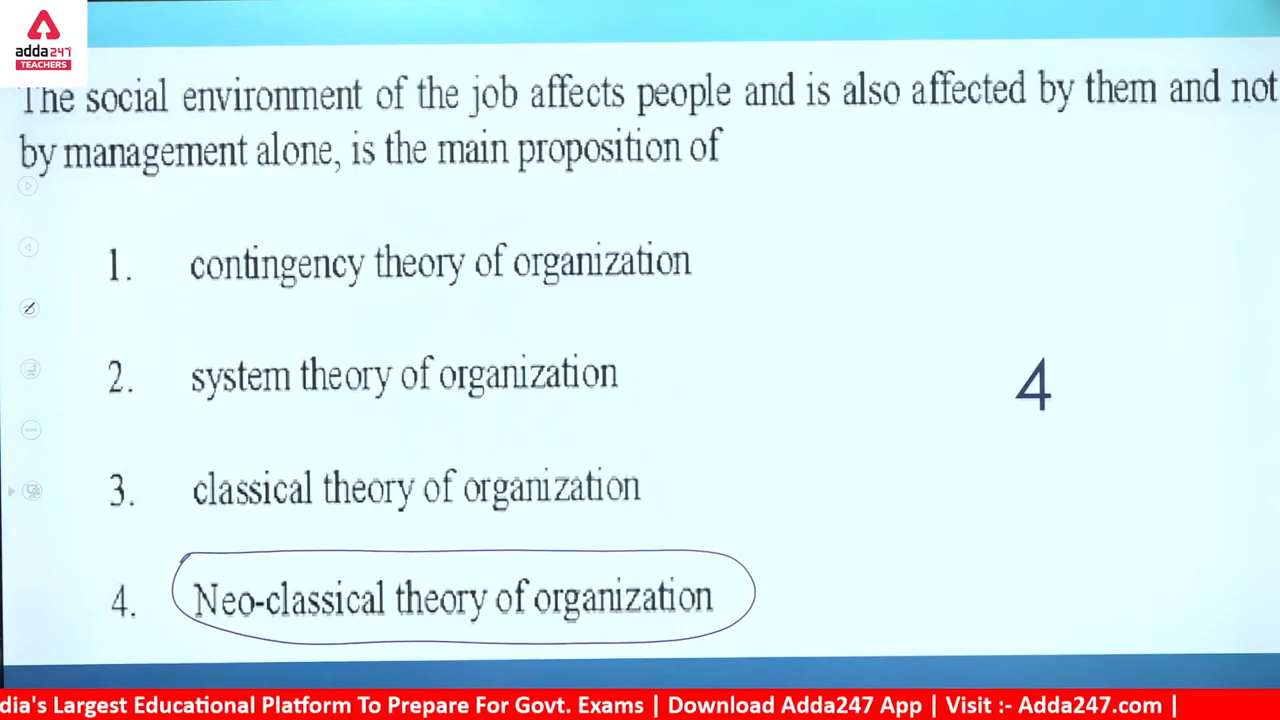 adda247
TEACHERS
The social environment of the job affects people and is also affected by them and not
by management alone, is the main proposition of
1. contingency theory of organization
2. system theory of organization
4
3. classical theory of organization
4. Neo-classical theory of organization
dia's Largest Educational Platform To Prepare For Govt. Exams | Download Adda247 App | Visit :- Adda247.com |